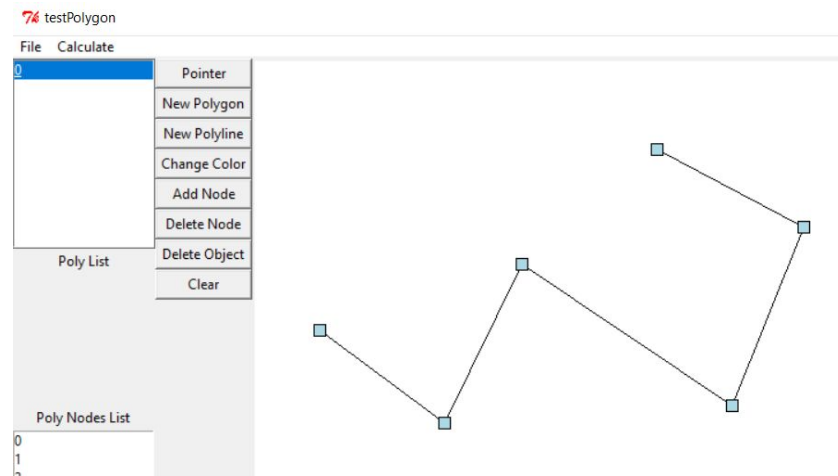 testPolygon
File Calculate
0
Pointer
New Polygon
New Polyline
Change Color
Add Node
Delete Node
Delete Object
Clear
Poly List
Poly Nodes List
0
1